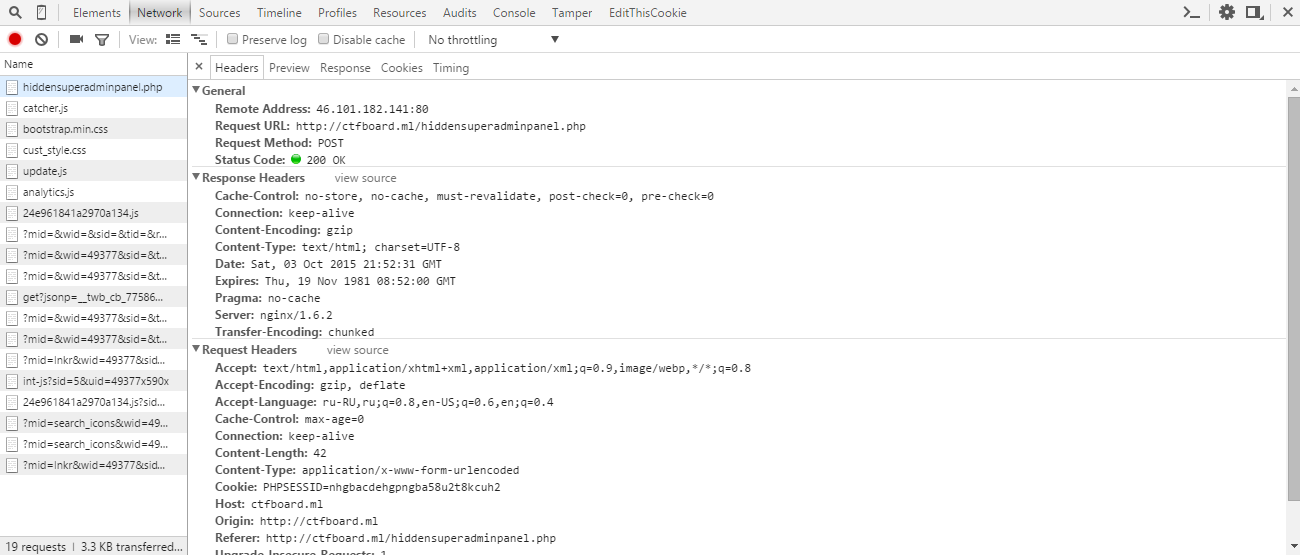 Elements Network Sources Timeline Profiles Resources Audits Console Tamper EditThisCookie
View: Preserve log Disable cache No throttling
Name
hiddensuperadminpanel.php
catcher.js
bootstrap.min.css
cust_style.css
update.js
analytics.js
24e961841a2970a134.js
?mid=&wid=&sid=&tid=&r...
?mid=&wid=49377&sid=&t...
?mid=&wid=49377&sid=&t...
get?jsonp=__twb_cb_77586...
?mid=&wid=49377&sid=&t...
?mid=&wid=49377&sid=&t...
?mid=lnkr&wid=49377&sid...
int-js?sid=5&uid=49377x590x
24e961841a2970a134.js?sid...
?mid=search_icons&wid=49...
?mid=search_icons&wid=49...
?mid=lnkr&wid=49377&sid...
19 requests | 3.3 KB transferred...
× Headers Preview Response Cookies Timing
General
Remote Address: 46.101.182.141:80
Request URL: http://ctfboard.ml/hiddensuperadminpanel.php
Request Method: POST
Status Code: 200 OK
Response Headers view source
Cache-Control: no-store, no-cache, must-revalidate, post-check=0, pre-check=0
Connection: keep-alive
Content-Encoding: gzip
Content-Type: text/html; charset=UTF-8
Date: Sat, 03 Oct 2015 21:52:31 GMT
Expires: Thu, 19 Nov 1981 08:52:00 GMT
Pragma: no-cache
Server: nginx/1.6.2
Transfer-Encoding: chunked
Request Headers view source
Accept: text/html,application/xhtml+xml,application/xml;q=0.9,image/webp,*/*;q=0.8
Accept-Encoding: gzip, deflate
Accept-Language: ru-RU,ru;q=0.8,en-US;q=0.6,en;q=0.4
Cache-Control: max-age=0
Connection: keep-alive
Content-Length: 42
Content-Type: application/x-www-form-urlencoded
Cookie: PHPSESSID=nhgbacdehgpngba58u2t8kcuh2
Host: ctfboard.ml
Origin: http://ctfboard.ml
Referer: http://ctfboard.ml/hiddensuperadminpanel.php
Upgrade-Insecure-Requests: 1